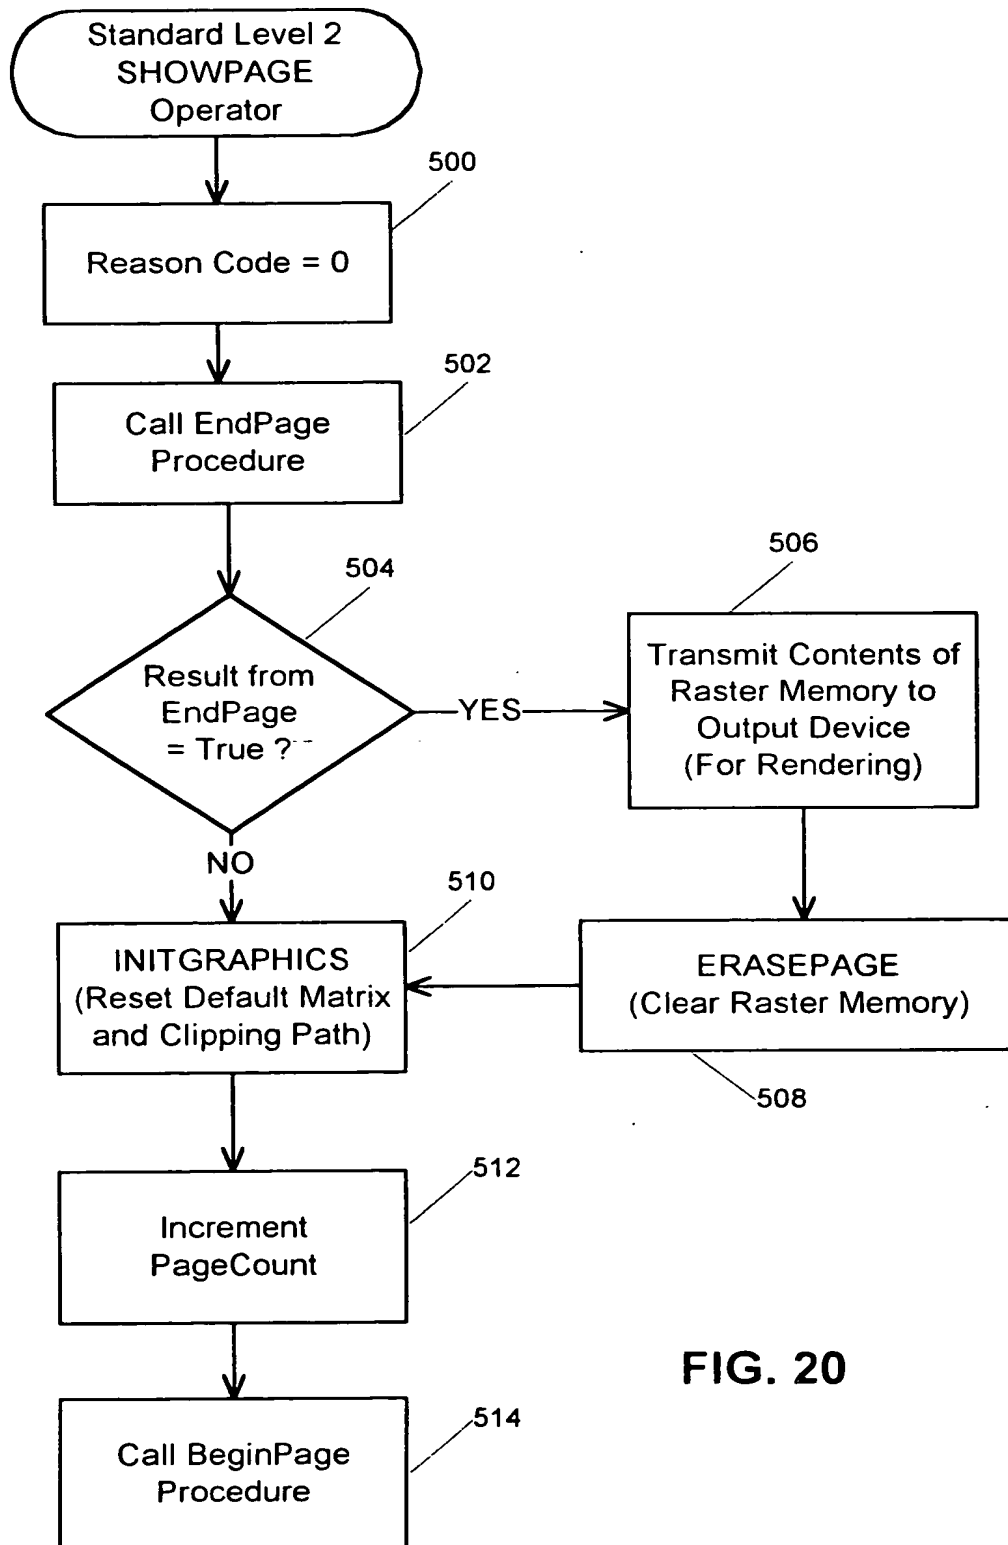 Standard Level 2
SHOWPAGE
Operator
500
Reason Code = 0
502
Call EndPage
Procedure
504
Result from
EndPage
= True ?
YES
506
Transmit Contents of
Raster Memory to
Output Device
(For Rendering)
NO
510
INITGRAPHICS
(Reset Default Matrix
and Clipping Path)
ERASEPAGE
(Clear Raster Memory)
508
512
Increment
PageCount
514
Call BeginPage
Procedure
FIG. 20